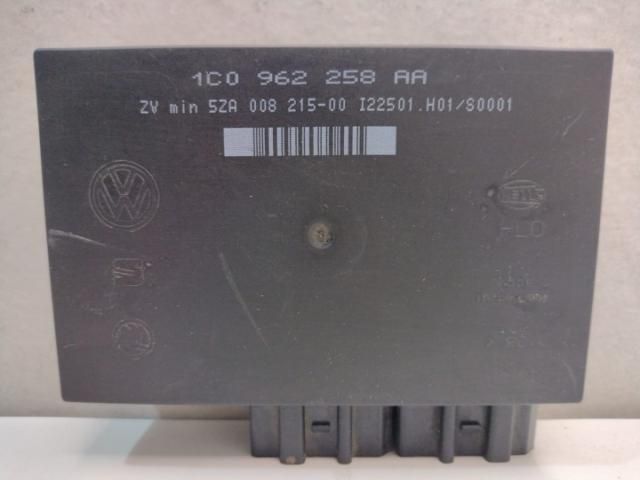 1C0 962 258 AA
ZV min 5ZA 008 215-00 I22501.H01/S0001
HLO